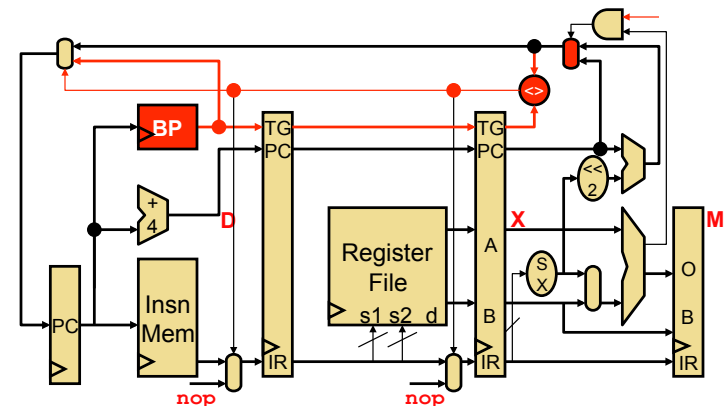 <>
BP
TG
PC
TG
PC
+
4
<<
2
D
X
M
Register
File
A
S
X
O
PC
Insn
Mem
s1 s2 d
B
B
IR
IR
IR
nop
nop